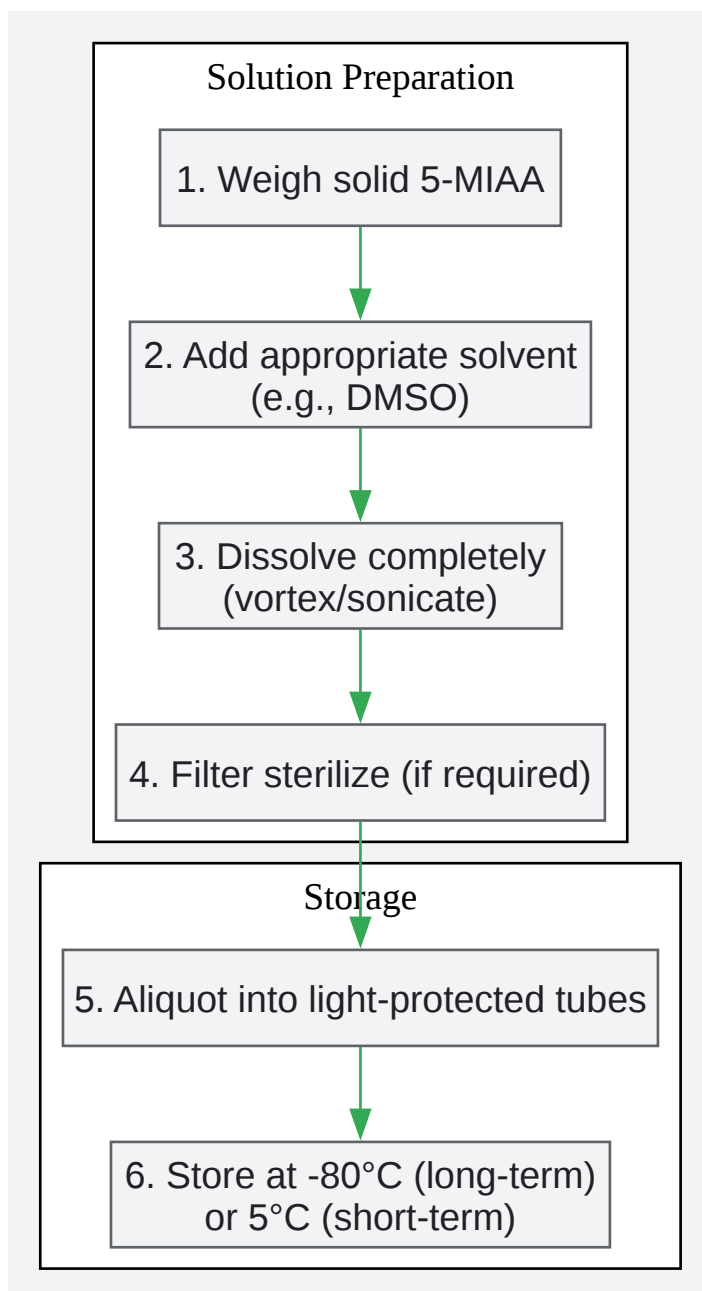 Solution Preparation
1. Weigh solid 5-MIAA
2. Add appropriate solvent
(e.g., DMSO)
3. Dissolve completely
(vortex/sonicate)
4. Filter sterilize (if required)
Storage
5. Aliquot into light-protected tubes
6. Store at -80°C (long-term)
or 5°C (short-term)